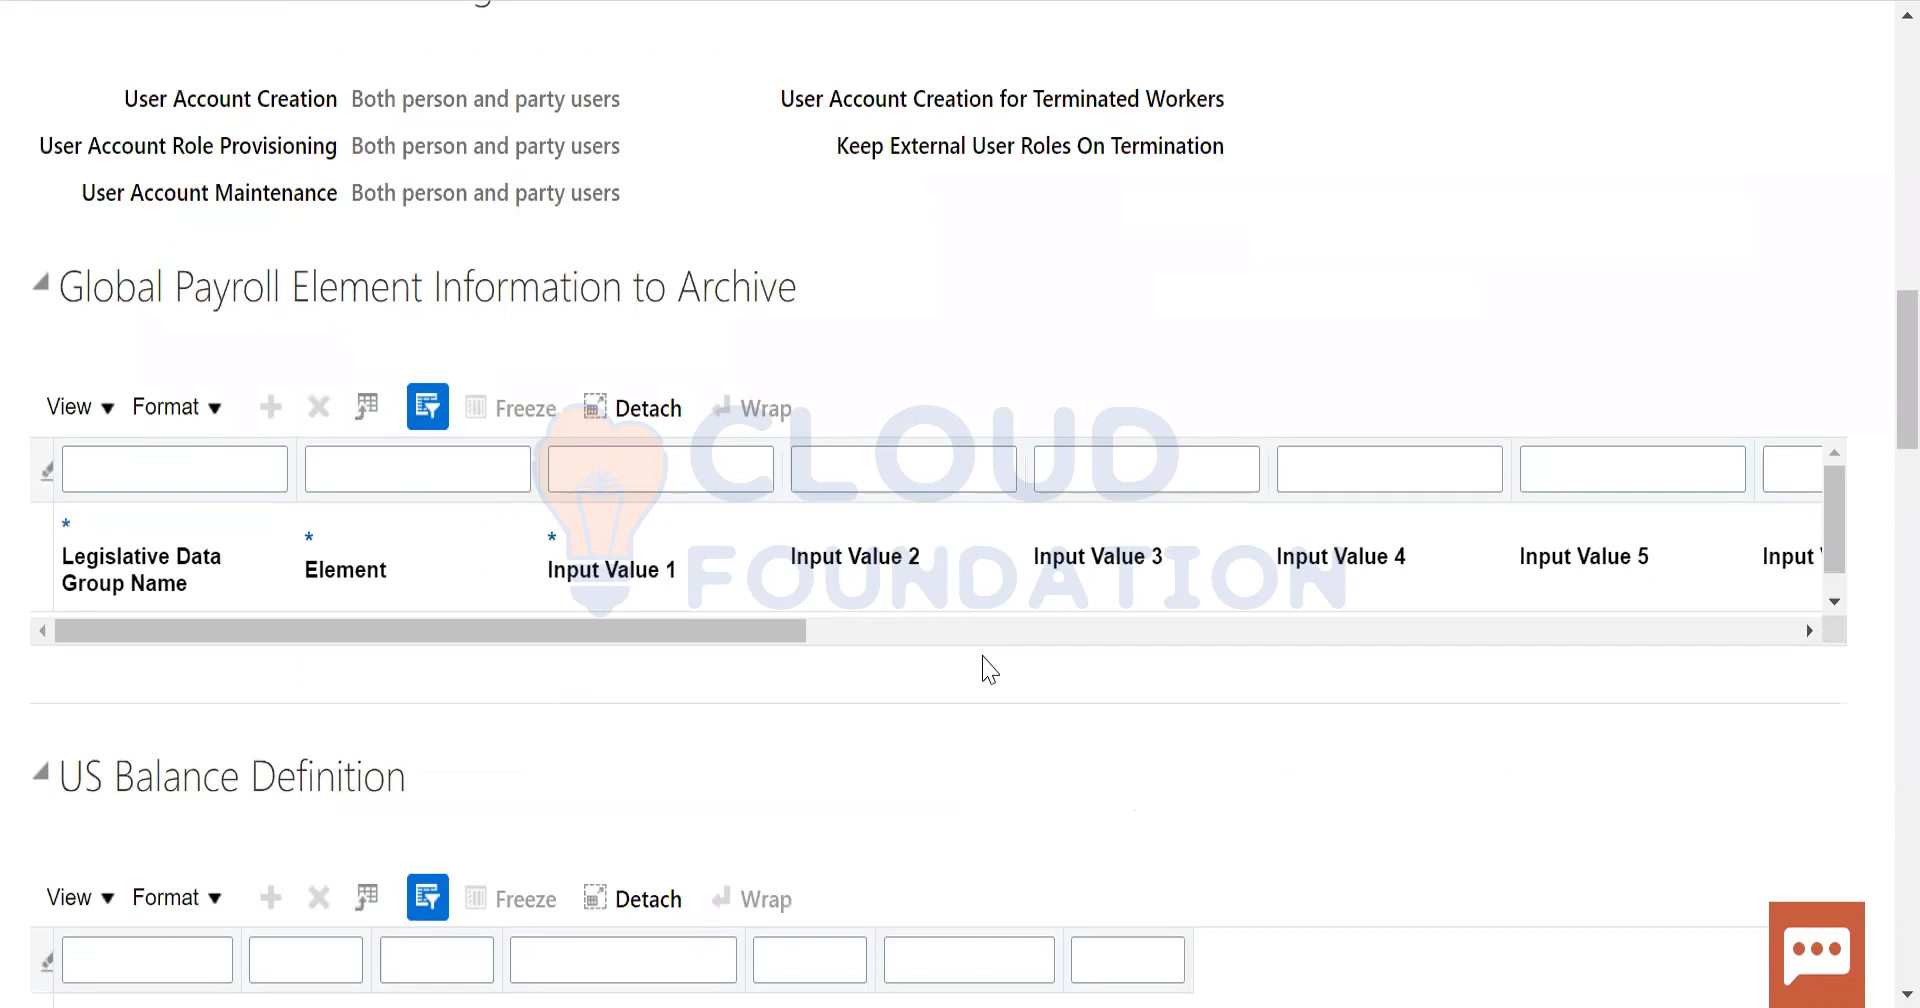 User Account Creation Both person and party users User Account Creation for Terminated Workers
User Account Role Provisioning Both person and party users Keep External User Roles On Termination
User Account Maintenance Both person and party users
Global Payroll Element Information to Archive
View Format Freeze Detach Wrap
CLOUD
FOUNDATION
* Legislative Data Group Name * Element * Input Value 1 Input Value 2 Input Value 3 Input Value 4 Input Value 5 Input
US Balance Definition
View Format Freeze Detach Wrap